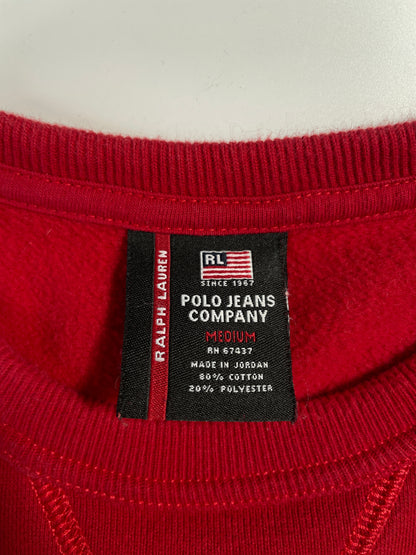 RALPH LAUREN
RL
SINCE 1967
POLO JEANS
COMPANY
MEDIUM
RN 67437
MADE IN JORDAN
80% COTTON
20% POLYESTER